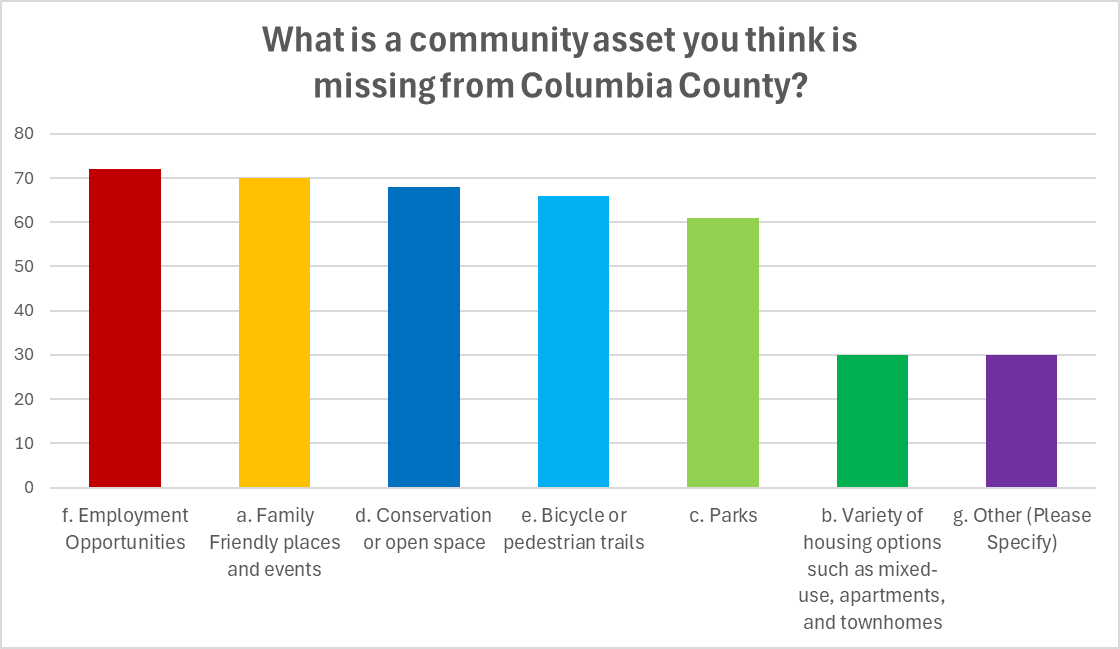 What is a community asset you think is
missing from Columbia County?
80
70
60
50
40
30
20
10
0
f. Employment
Opportunities
a. Family
Friendly places
and events
d. Conservation
or open space
e. Bicycle or
pedestrian trails
c. Parks
b. Variety of
housing options
such as mixed-
use, apartments,
and townhomes
g. Other (Please
Specify)